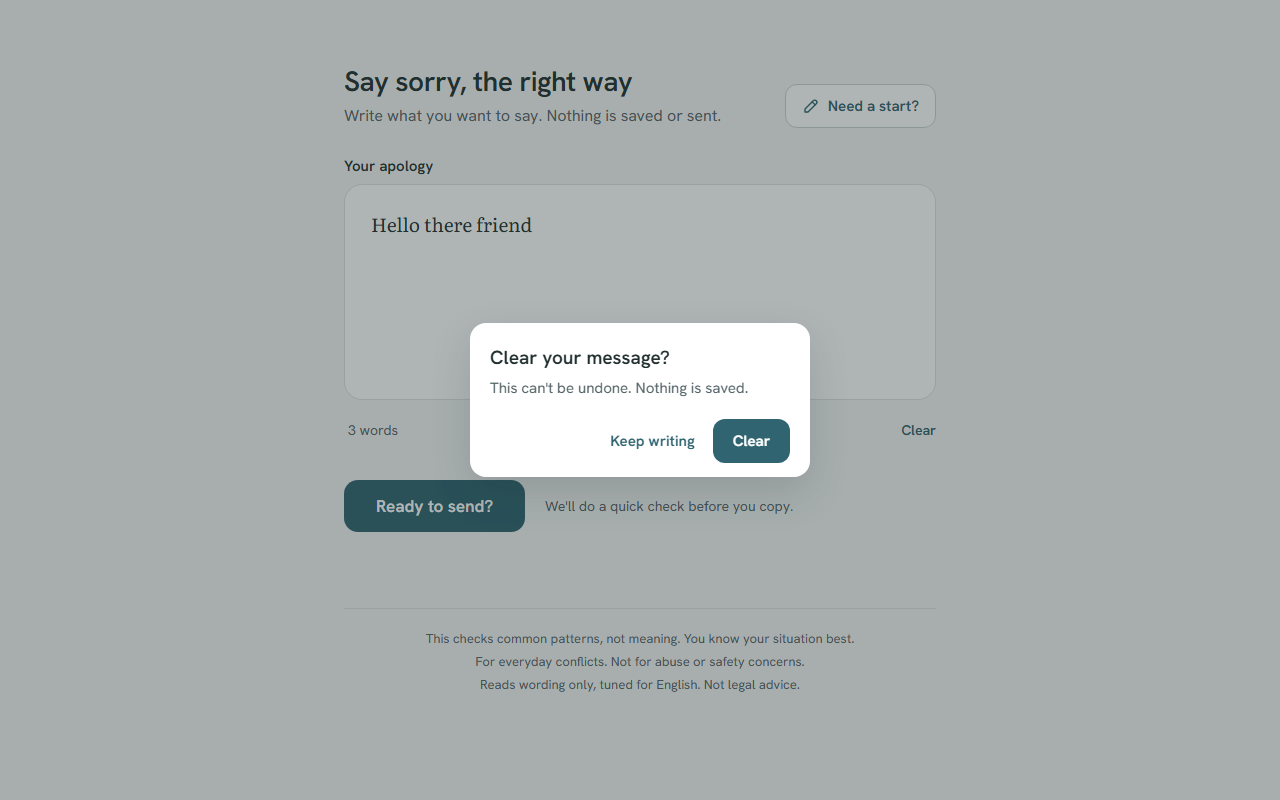 Say sorry, the right way
Write what you want to say. Nothing is saved or sent.
Need a start?
Your apology
Hello there friend
Clear your message?
This can't be undone. Nothing is saved.
Keep writing
Clear
3 words
Clear
Ready to send?
We'll do a quick check before you copy.
This checks common patterns, not meaning. You know your situation best.
For everyday conflicts. Not for abuse or safety concerns.
Reads wording only, tuned for English. Not legal advice.